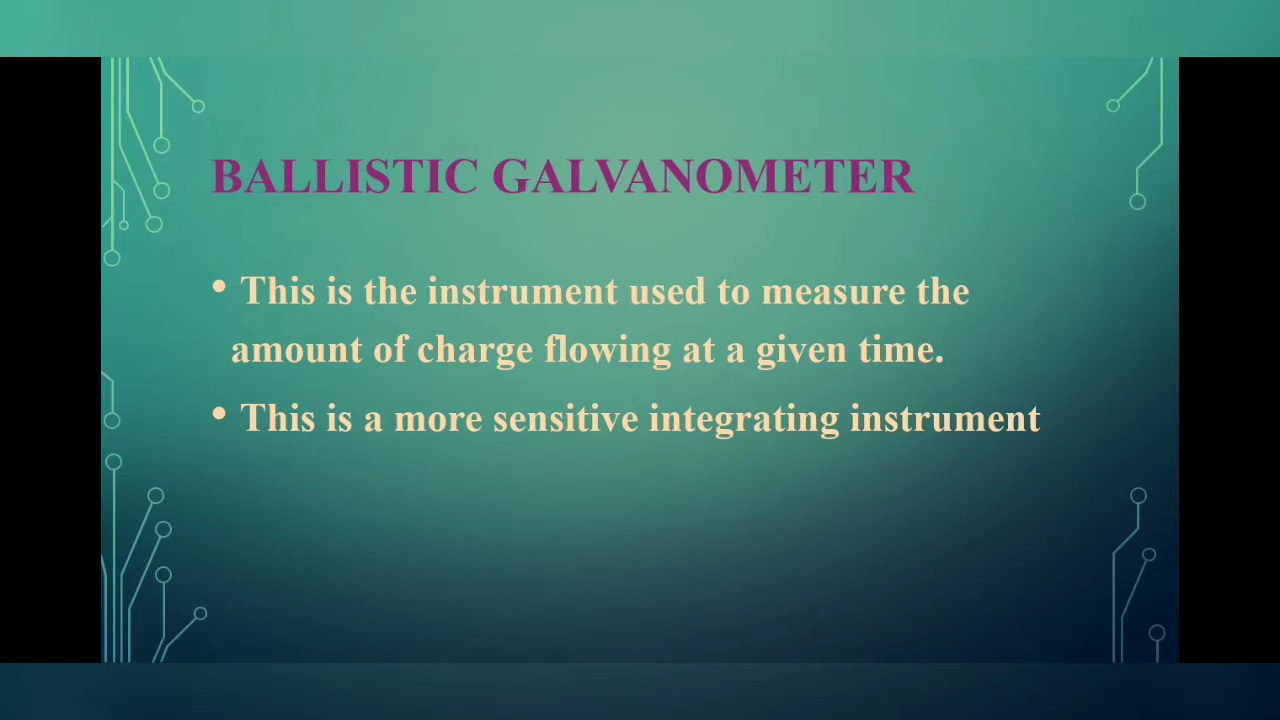 BALLISTIC GALVANOMETER
• This is the instrument used to measure the
amount of charge flowing at a given time.
• This is a more sensitive integrating instrument